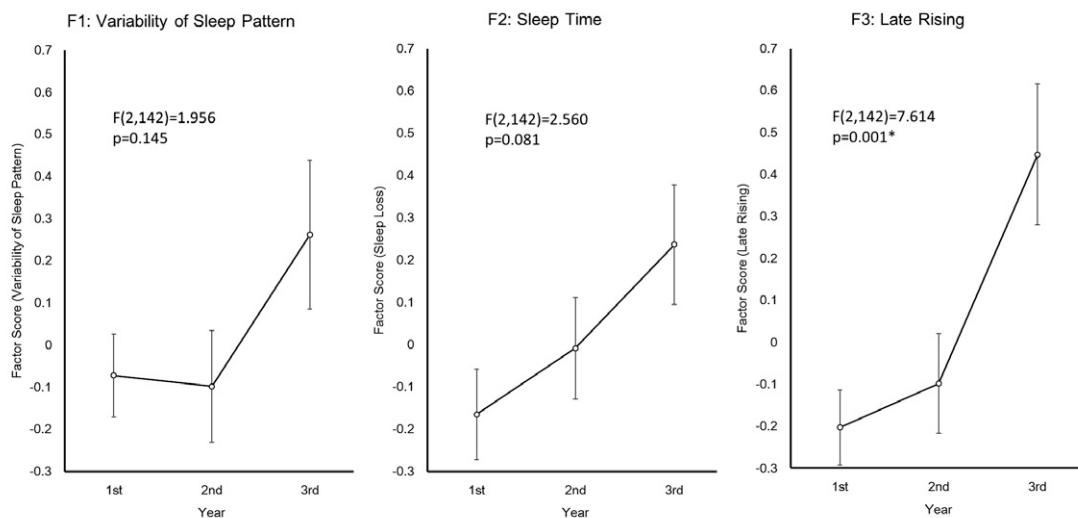 F1: Variability of Sleep Pattern
Factor Score (Variability of Sleep Pattern)
0.7
0.6
0.5
0.4
0.3
0.2
0.1
0
-0.1
-0.2
-0.3
F(2,142)=1.956
p=0.145
1st 2nd 3rd
Year
F2: Sleep Time
Factor Score (Sleep Loss)
0.7
0.6
0.5
0.4
0.3
0.2
0.1
0
-0.1
-0.2
-0.3
F(2,142)=2.560
p=0.081
1st 2nd 3rd
Year
F3: Late Rising
Factor Score (Late Rising)
0.7
0.6
0.5
0.4
0.3
0.2
0.1
0
-0.1
-0.2
-0.3
F(2,142)=7.614
p=0.001*
1st 2nd 3rd
Year